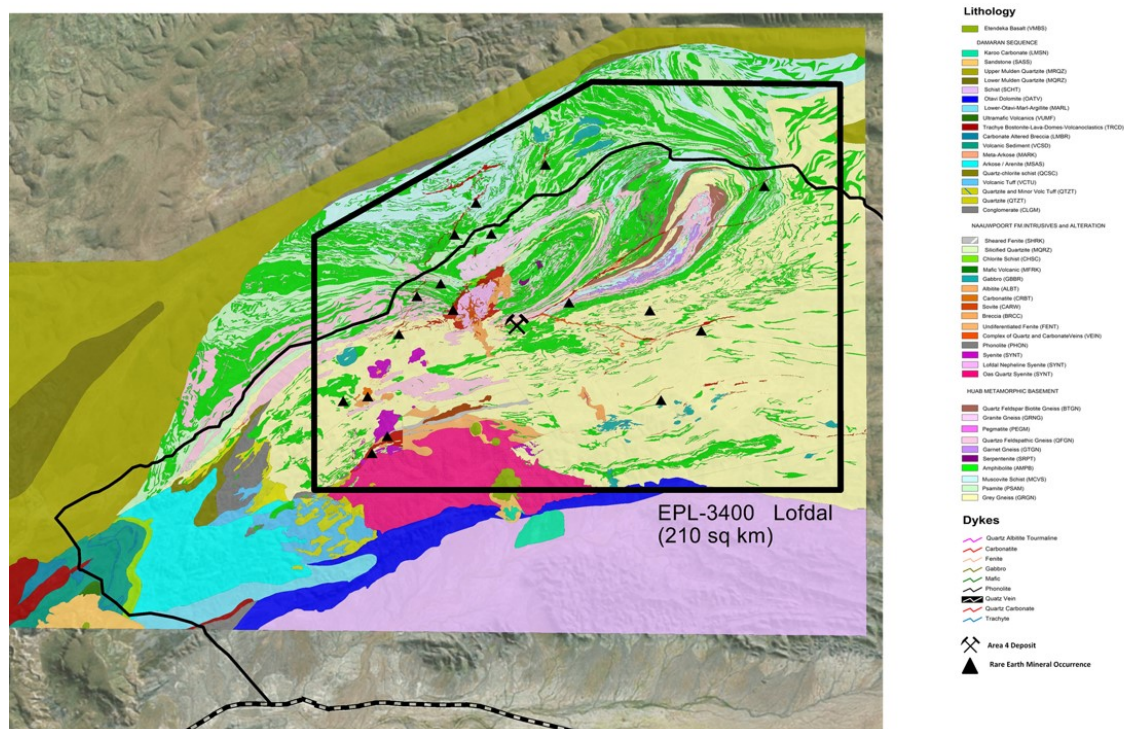 EPL-3400 Lofdal
(210 sq km)
Lithology
Etendeka Basalt (VMBS)
DAMARAN SEQUENCE
Karoo Carbonate (LMSN)
Sandstone (SASS)
Upper Mulden Quartzite (MRQZ)
Lower Mulden Quartzite (MQRZ)
Schist (SCHT)
Otavi Dolomite (OATV)
Lower-Otavi-Marl-Argillite (MARL)
Ultramafic Volcanics (VUMF)
Trachye Bostonite-Lava-Domes-Volcanoclastics (TRCD)
Carbonate Altered Breccia (LMBR)
Volcanic Sediment (VCSD)
Meta-Arkose (MARK)
Arkose / Arenite (MSAS)
Quartz-chlorite schist (QCSC)
Volcanic Tuff (VCTU)
Quartzite and Minor Volc Tuff (QTZT)
Quartzite (QTZT)
Conglomerate (CLGM)
NAAUWPOORT FM INTRUSIVES and ALTERATION
Sheared Fenite (SHRK)
Silicified Quartzite (MQRZ)
Chlorite Schist (CHSC)
Mafic Volcanic (MFRK)
Gabbro (GBBR)
Albitite (ALBT)
Carbonatite (CRBT)
Sovite (CARW)
Breccia (BRCC)
Undifferentiated Fenite (FENT)
Complex of Quartz and CarbonateVeins (VEIN)
Phonolite (PHON)
Syenite (SYNT)
Lofdal Nepheline Syenite (SYNT)
Oas Quartz Syenite (SYNT)
HUAB METAMORPHIC BASEMENT
Quartz Feldspar Biotite Gneiss (BTGN)
Granite Gneiss (GRNG)
Pegmatite (PEGM)
Quartzo Feldspathic Gneiss (QFGN)
Garnet Gneiss (GTGN)
Serpentenite (SRPT)
Amphibolite (AMPB)
Muscovite Schist (MCVS)
Psamite (PSAM)
Grey Gneiss (GRGN)
Dykes
Quartz Albitite Tourmaline
Carbonatite
Fenite
Gabbro
Mafic
Phonolite
Quatz Vein
Quartz Carbonate
Trachyte
Area 4 Deposit
Rare Earth Mineral Occurrence